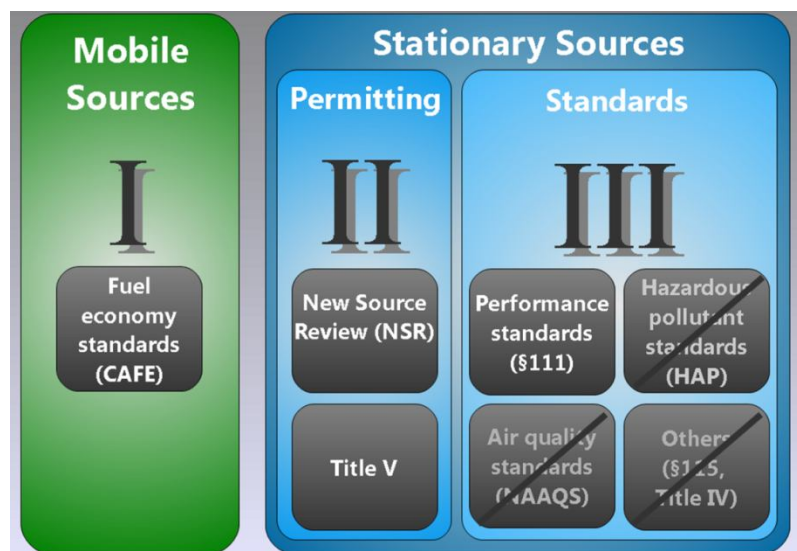 Mobile
Sources
I
Fuel
economy
standards
(CAFE)
Stationary Sources
Permitting
II
New Source
Review (NSR)
Title V
Standards
III
Performance
standards
(§111)
Hazardous
pollutant
standards
(HAP)
Air quality
standards
(NAAQS)
Others
(§115,
Title IV)